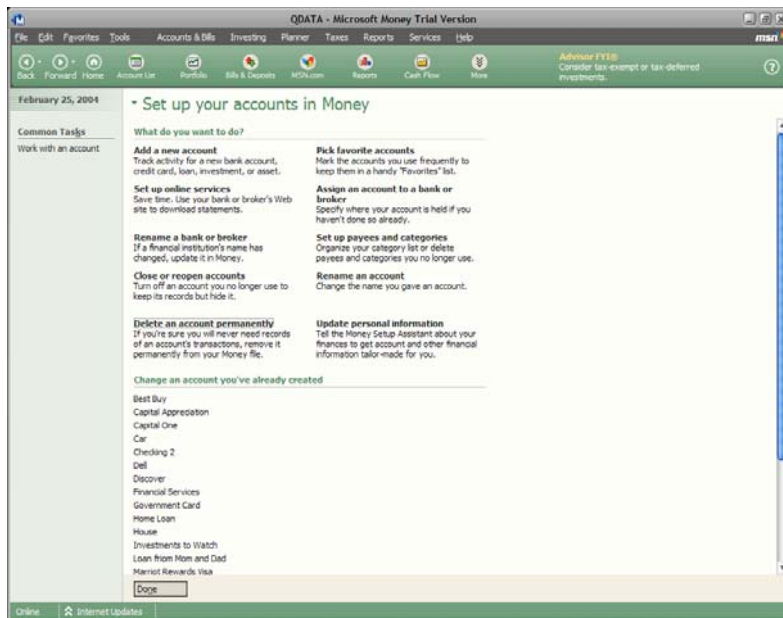 QDATA - Microsoft Money Trial Version
File Edit Favorites Tools Accounts & Bills Investing Planner Taxes Reports Services Help
msn
Back Forward Home Account List Portfolio Bills & Deposits MSN.com Reports Cash Flow More
Advisor FYI®
Consider tax-exempt or tax-deferred
investments.
February 25, 2004
Common Tasks
Work with an account
Set up your accounts in Money
What do you want to do?
Add a new account
Track activity for a new bank account,
credit card, loan, investment, or asset.
Pick favorite accounts
Mark the accounts you use frequently to
keep them in a handy "Favorites" list.
Set up online services
Save time. Use your bank or broker's Web
site to download statements.
Assign an account to a bank or
broker
Specify where your account is held if you
haven't done so already.
Rename a bank or broker
If a financial institution's name has
changed, update it in Money.
Set up payees and categories
Organize your category list or delete
payees and categories you no longer use.
Close or reopen accounts
Turn off an account you no longer use to
keep its records but hide it.
Rename an account
Change the name you gave an account.
Delete an account permanently
If you're sure you will never need records
of an account's transactions, remove it
permanently from your Money file.
Update personal information
Tell the Money Setup Assistant about your
finances to get account and other financial
information tailor-made for you.
Change an account you've already created
Best Buy
Capital Appreciation
Capital One
Car
Checking 2
Dell
Discover
Financial Services
Government Card
Home Loan
House
Investments to Watch
Loan from Mom and Dad
Marriot Rewards Visa
Done
Online Internet Updates